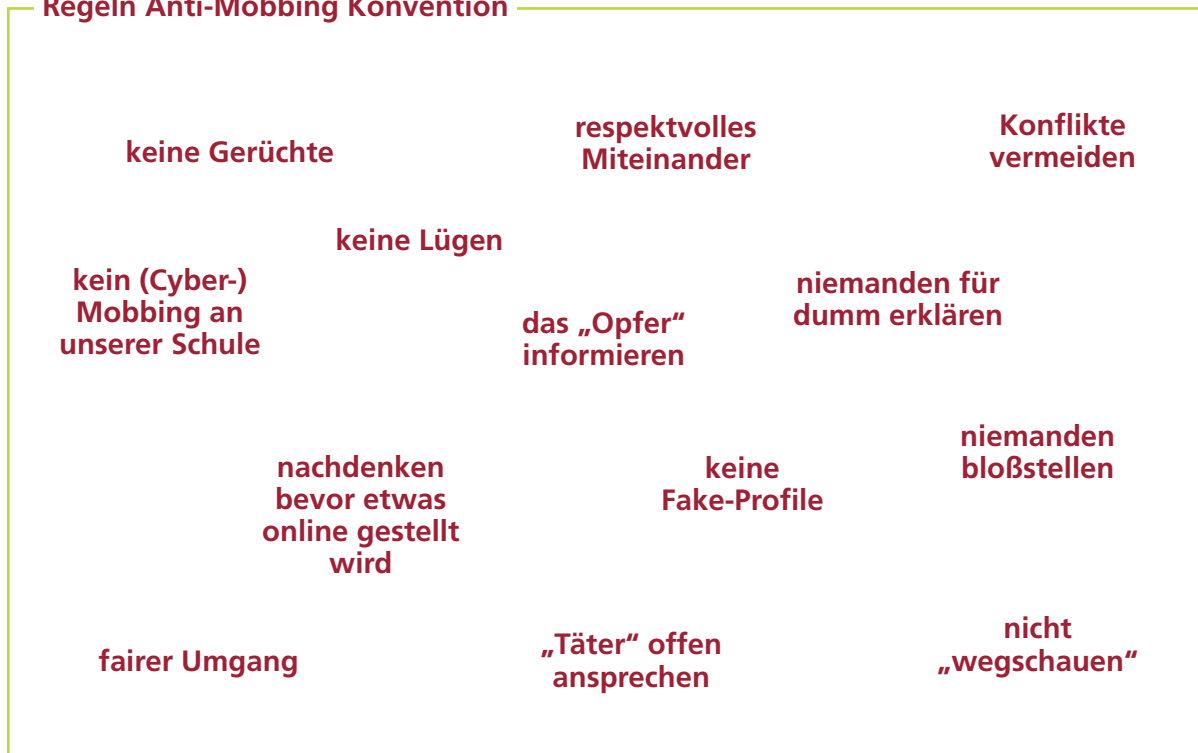 Regeln Anti-Mobbing Konvention
keine Gerüchte
respektvolles
Miteinander
Konflikte
vermeiden
keine Lügen
kein (Cyber-)
Mobbing an
unserer Schule
das „Opfer“
informieren
niemanden für
dumm erklären
nachdenken
bevor etwas
online gestellt
wird
keine
Fake-Profile
niemanden
bloßstellen
fairer Umgang
„Täter“ offen
ansprechen
nicht
„wegschauen“